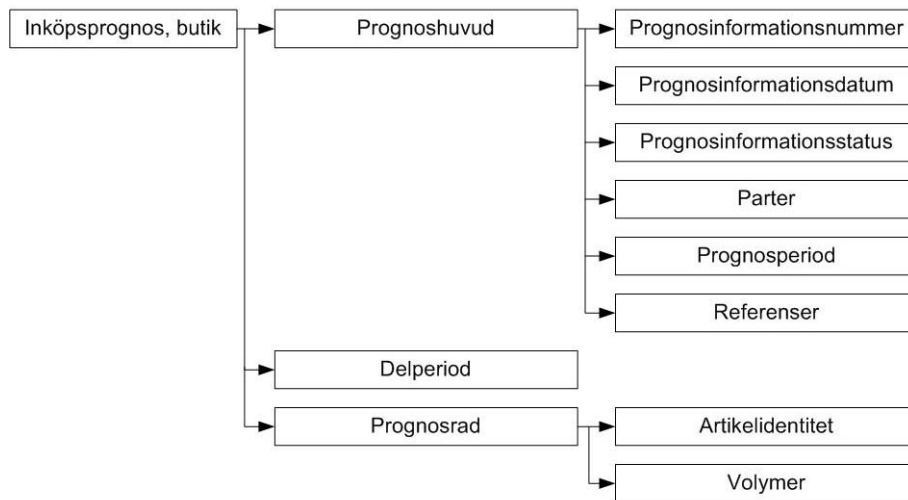 Inköpsprognos, butik
Prognoshuvud
Prognosinformationsnummer
Prognosinformationsdatum
Prognosinformationsstatus
Parter
Prognosperiod
Referenser
Delperiod
Prognosrad
Artikelidentitet
Volymer